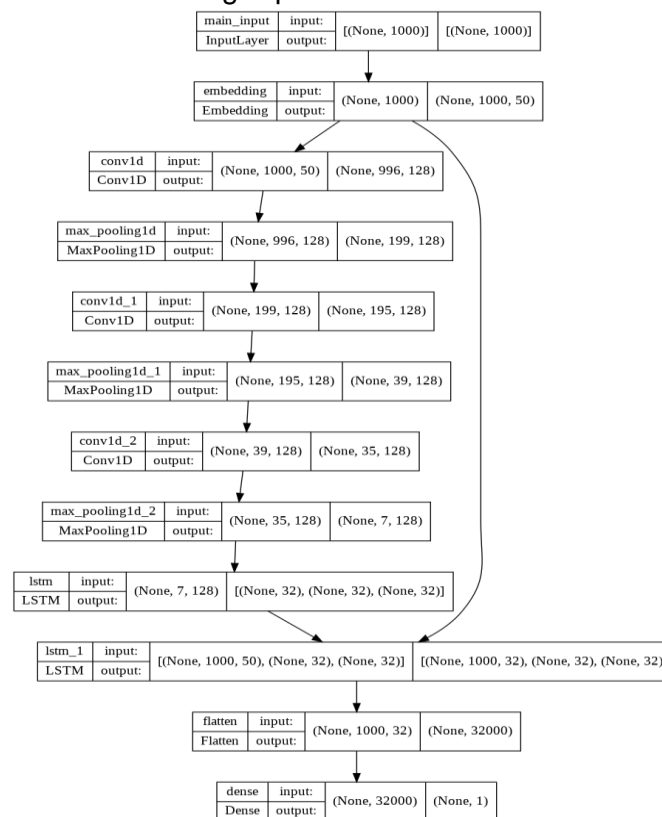 main_input input: [(None, 1000)] [(None, 1000)]
InputLayer output:
embedding input: (None, 1000) (None, 1000, 50)
Embedding output:
conv1d input: (None, 1000, 50) (None, 996, 128)
Conv1D output:
max_pooling1d input: (None, 996, 128) (None, 199, 128)
MaxPooling1D output:
conv1d_1 input: (None, 199, 128) (None, 195, 128)
Conv1D output:
max_pooling1d_1 input: (None, 195, 128) (None, 39, 128)
MaxPooling1D output:
conv1d_2 input: (None, 39, 128) (None, 35, 128)
Conv1D output:
max_pooling1d_2 input: (None, 35, 128) (None, 7, 128)
MaxPooling1D output:
lstm input: (None, 7, 128) [(None, 32), (None, 32), (None, 32)]
LSTM output:
lstm_1 input: [(None, 1000, 50), (None, 32), (None, 32)] [(None, 1000, 32), (None, 32), (None, 32)
LSTM output:
flatten input: (None, 1000, 32) (None, 32000)
Flatten output:
dense input: (None, 32000) (None, 1)
Dense output: